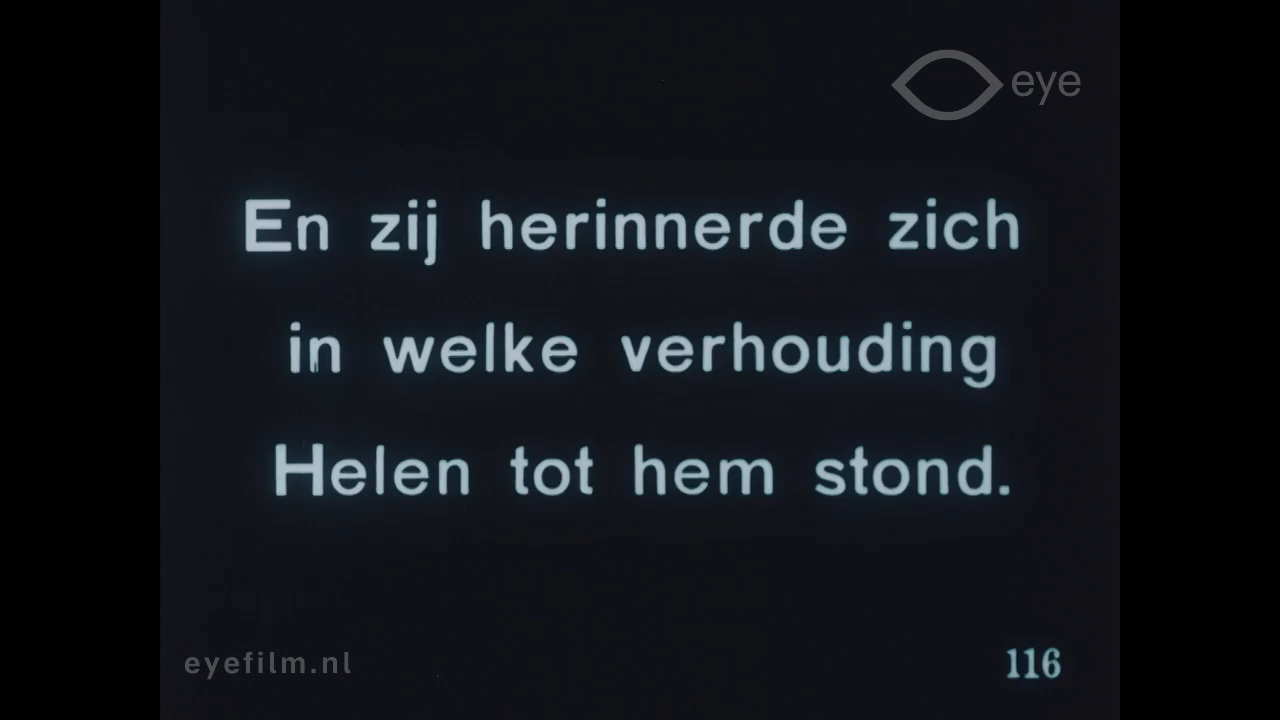 eye
En zij herinnerde zich
in welke verhouding
Helen tot hem stond.
eyefilm.nl
116